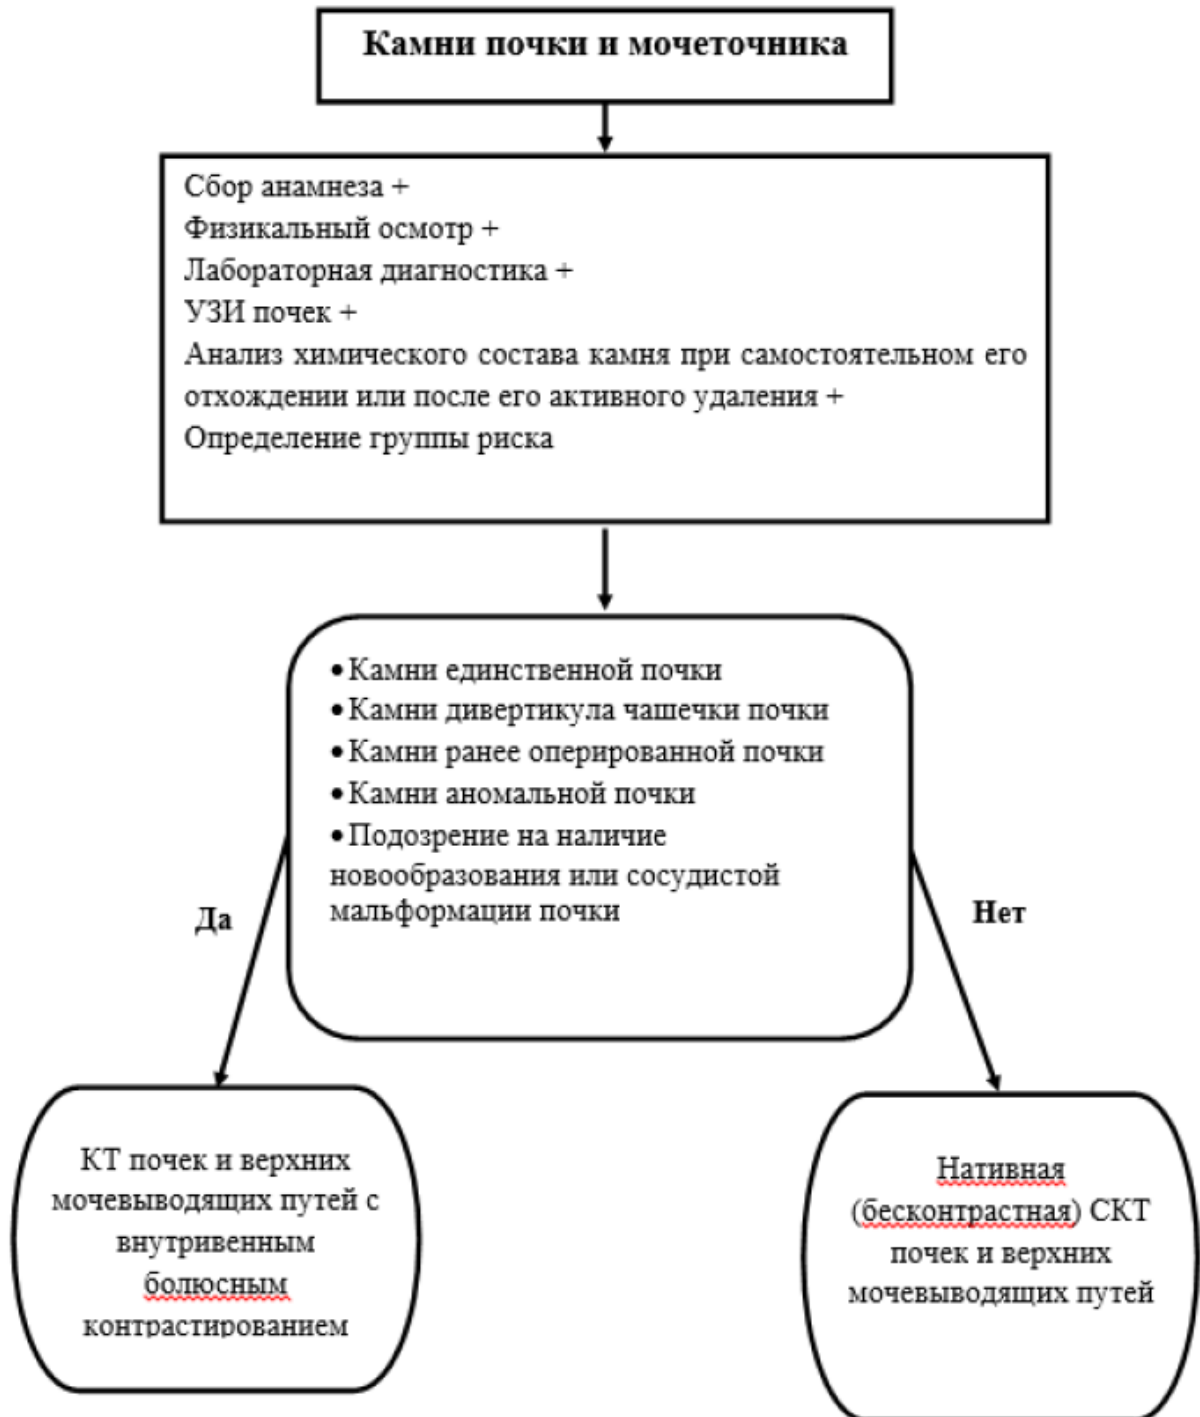 Камни почки и мочеточника
Сбор анамнеза +
Физикальный осмотр +
Лабораторная диагностика +
УЗИ почек +
Анализ химического состава камня при самостоятельном его
отхождении или после его активного удаления +
Определение группы риска
•Камни единственной почки
•Камни дивертикула чашечки почки
•Камни ранее оперированной почки
•Камни аномальной почки
•Подозрение на наличие
новообразования или сосудистой
мальформации почки
Да
Нет
КТ почек и верхних
мочевыводящих путей с
внутривенным
болюсным
контрастированием
Нативная
(бесконтрастная) СКТ
почек и верхних
мочевыводящих путей